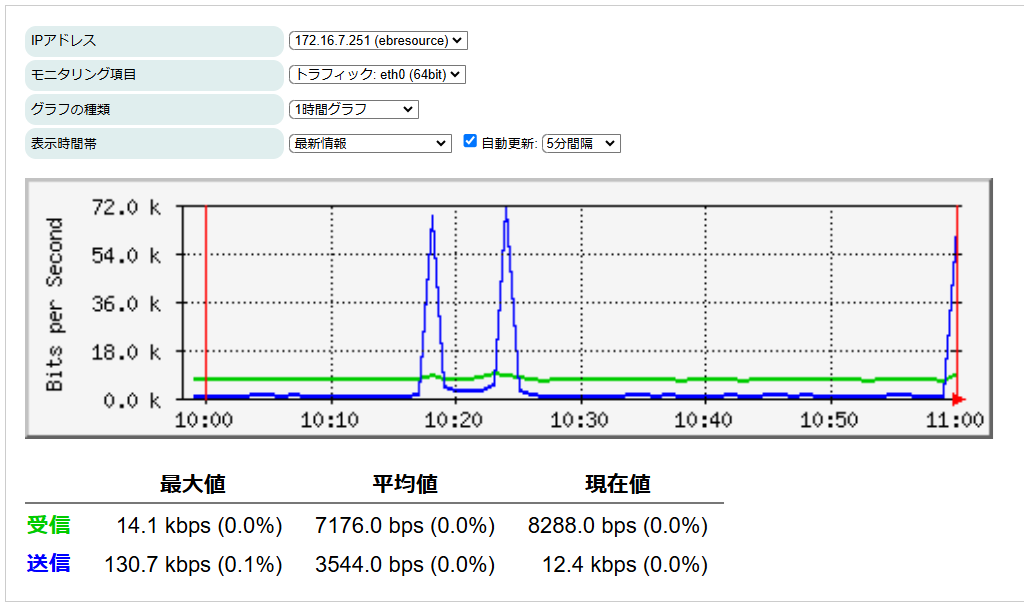 IPアドレス 172.16.7.251 (ebresource)
モニタリング項目 トラフィック: eth0 (64bit)
グラフの種類 1時間グラフ
表示時間帯 最新情報 自動更新: 5分間隔
Bits per Second
72.0 k
54.0 k
36.0 k
18.0 k
0.0 k
10:00 10:10 10:20 10:30 10:40 10:50 11:00
最大値 平均値 現在値
受信 14.1 kbps (0.0%) 7176.0 bps (0.0%) 8288.0 bps (0.0%)
送信 130.7 kbps (0.1%) 3544.0 bps (0.0%) 12.4 kbps (0.0%)